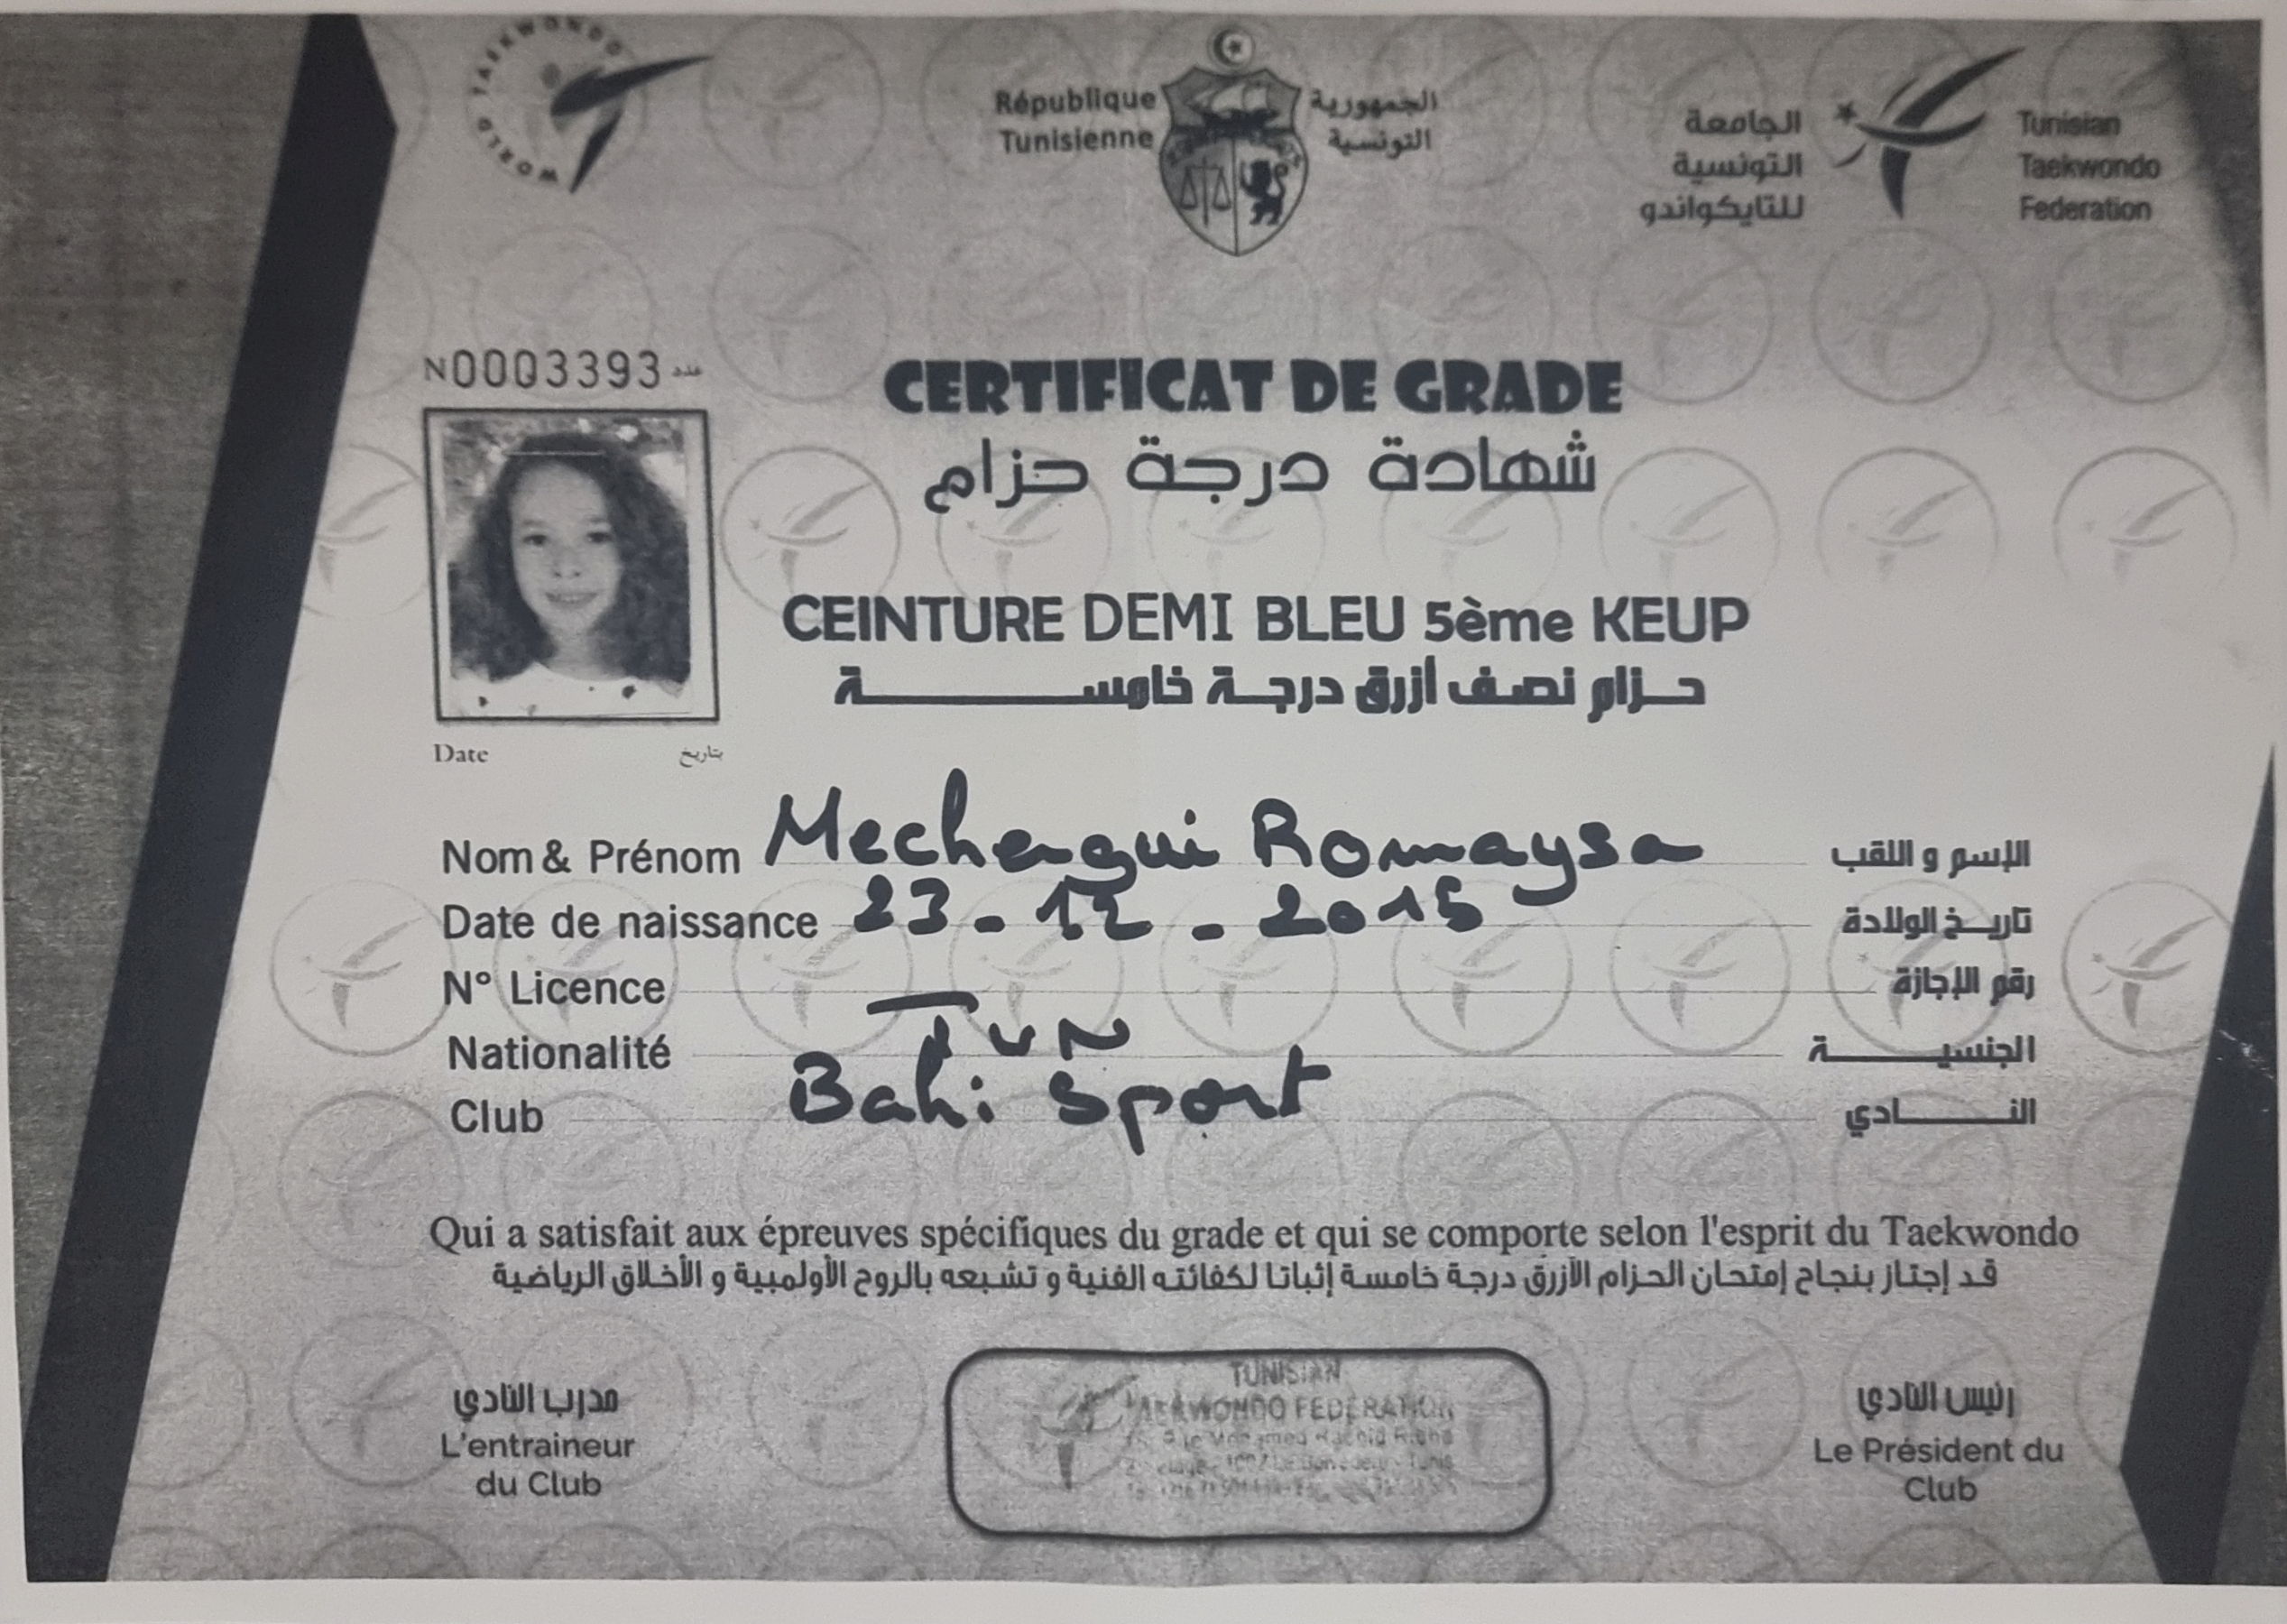 WORLD TAEKWONDO
République Tunisienne
الجمهورية التونسية
الجامعة التونسية للتايكواندو
Tunisian Taekwondo Federation
N0003393 عدد
CERTIFICAT DE GRADE
شهادة درجة حزام
CEINTURE DEMI BLEU 5ème KEUP
حزام نصف أزرق درجة خامسة
Date بتاريخ
Nom & Prénom Mechergui Romaysa الإسم و اللقب
Date de naissance 23-12-2015 تاريخ الولادة
N° Licence رقم الإجازة
Nationalité TUN الجنسية
Club Bahi Sport النادي
Qui a satisfait aux épreuves spécifiques du grade et qui se comporte selon l'esprit du Taekwondo
قد إجتاز بنجاح إمتحان الحزام الأزرق درجة خامسة إثباتا لكفائته الفنية و تشبعه بالروح الأولمبية و الأخلاق الرياضية
مدرب النادي
L'entraineur
du Club
TUNISIAN
TAEKWONDO FEDERATION
رئيس النادي
Le Président du
Club